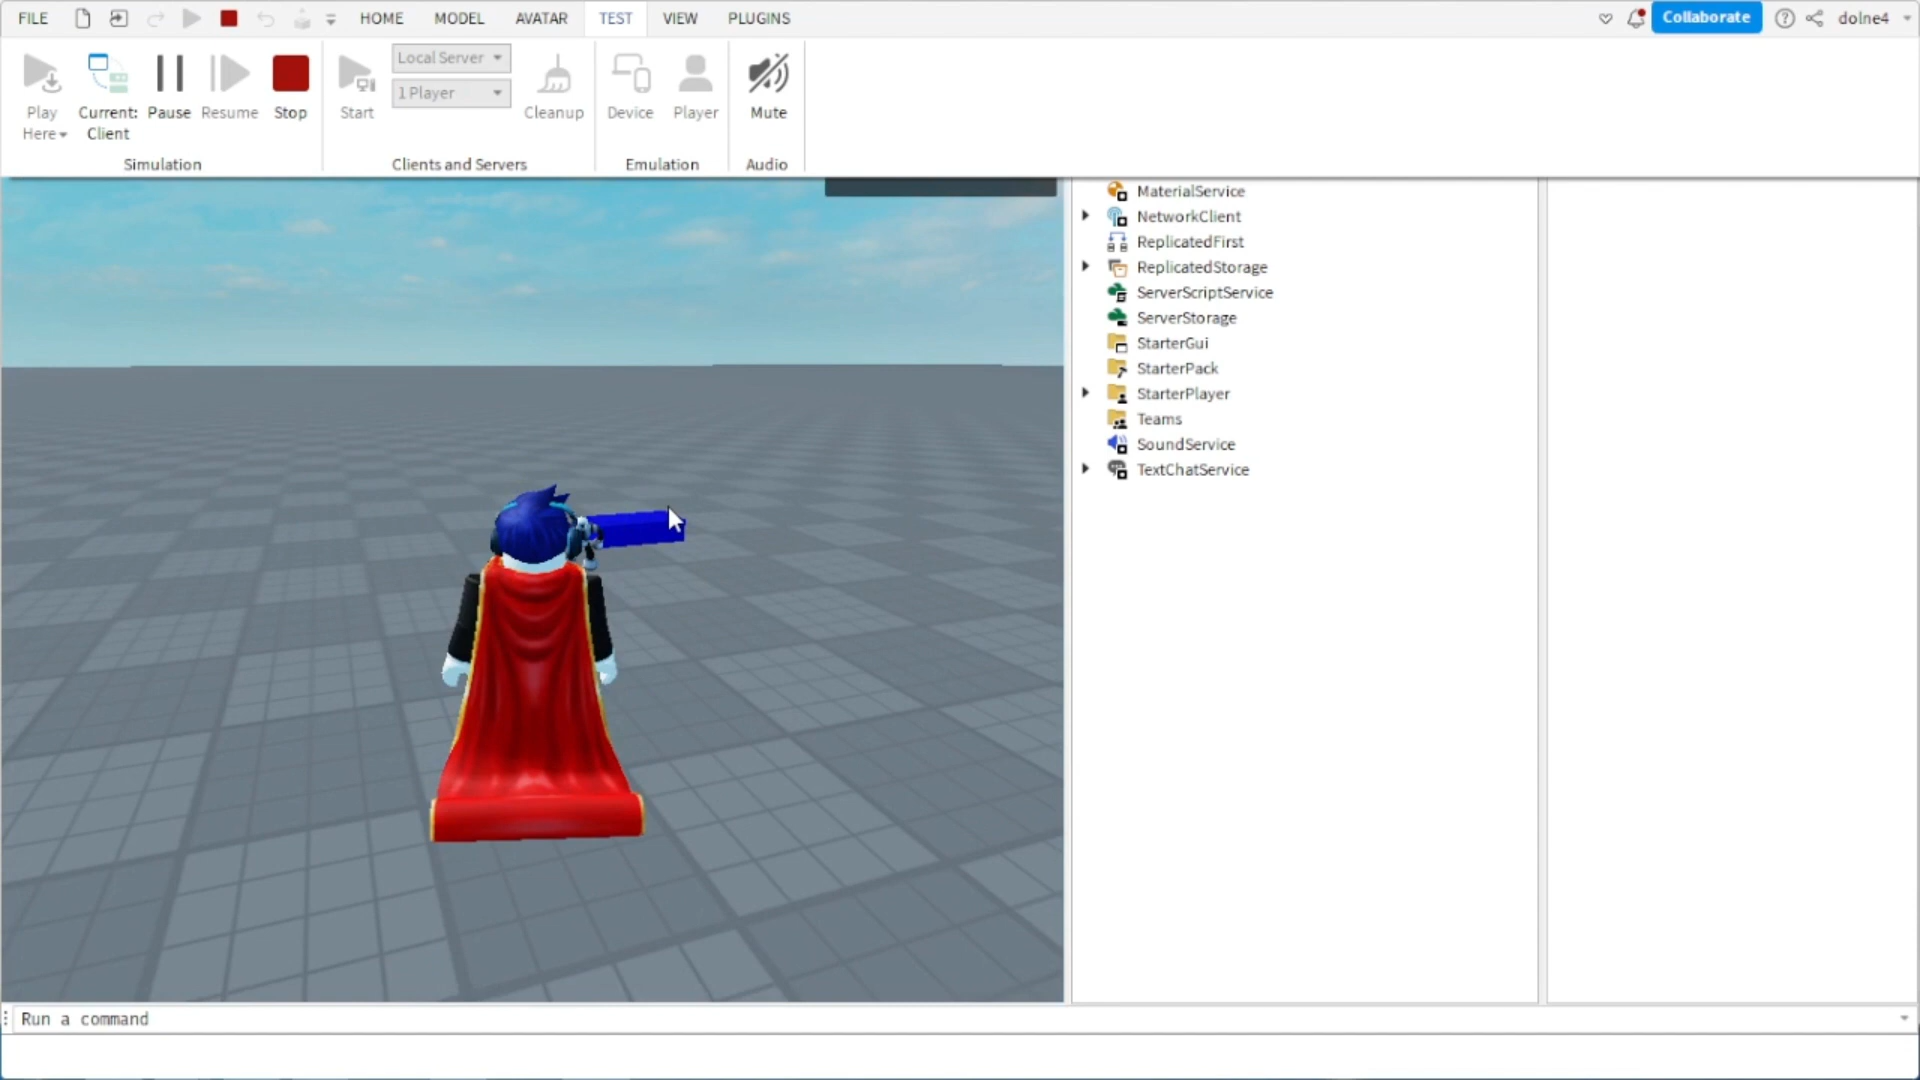 FILE HOME MODEL AVATAR TEST VIEW PLUGINS Collaborate dolne4
Play Here
Current: Client
Pause
Resume
Stop
Start
Local Server
1 Player
Cleanup
Device
Player
Mute
Simulation
Clients and Servers
Emulation
Audio
MaterialService
NetworkClient
ReplicatedFirst
ReplicatedStorage
ServerScriptService
ServerStorage
StarterGui
StarterPack
StarterPlayer
Teams
SoundService
TextChatService
Run a command